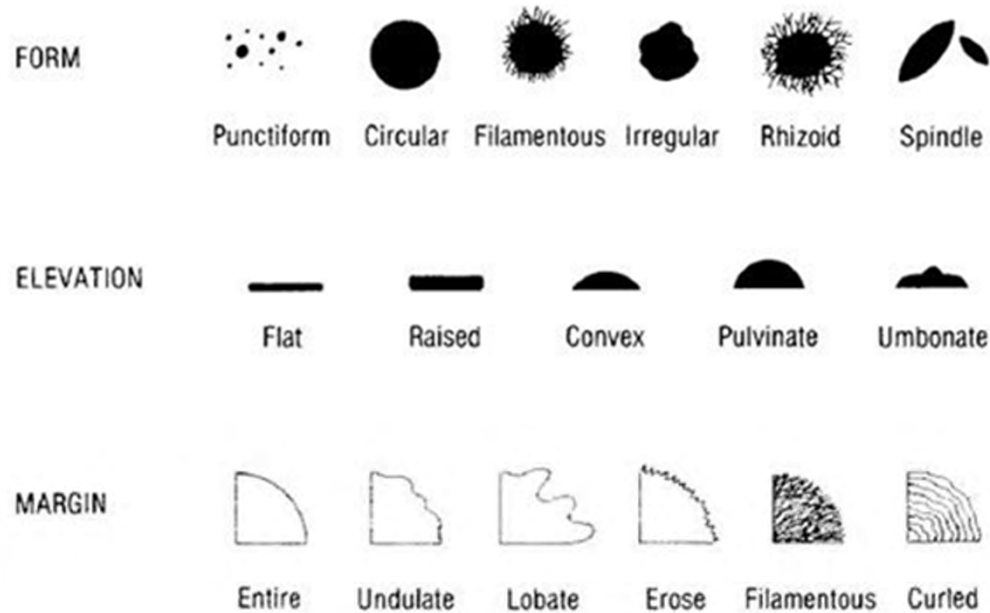 FORM
Punctiform Circular Filamentous Irregular Rhizoid Spindle
ELEVATION
Flat Raised Convex Pulvinate Umbonate
MARGIN
Entire Undulate Lobate Erose Filamentous Curled